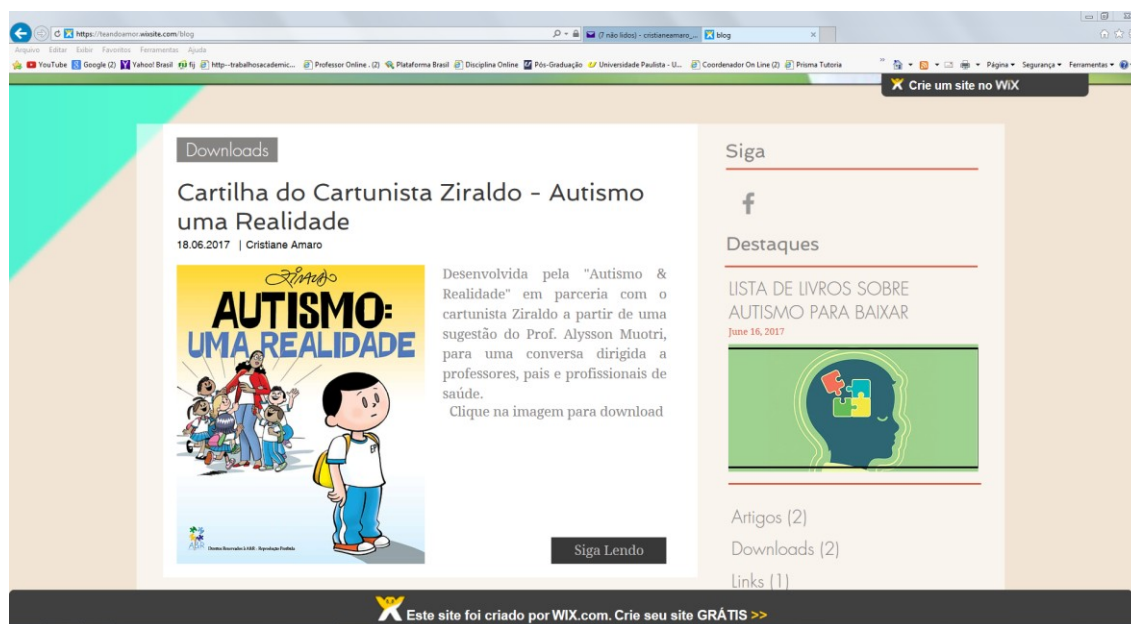 https://teandoamor.wixsite.com/blog
(7 não lidos) - cristianeamaro_...
blog
Arquivo Editar Exibir Favoritos Ferramentas Ajuda
YouTube Google (2) Yahoo! Brasil fij http--trabalhosacademic... Professor Online . (2) Plataforma Brasil Disciplina Online Pós-Graduação Universidade Paulista - U... Coordenador On Line (2) Prisma Tutoria Página Segurança Ferramentas
Crie um site no WiX
Downloads
Cartilha do Cartunista Ziraldo - Autismo
uma Realidade
18.06.2017 | Cristiane Amaro
ZIRALDO
AUTISMO:
UMA REALIDADE
Desenvolvida pela "Autismo &
Realidade" em parceria com o
cartunista Ziraldo a partir de uma
sugestão do Prof. Alysson Muotri,
para uma conversa dirigida a
professores, pais e profissionais de
saúde.
Clique na imagem para download
Siga Lendo
Siga
f
Destaques
LISTA DE LIVROS SOBRE
AUTISMO PARA BAIXAR
June 16, 2017
Artigos (2)
Downloads (2)
Links (1)
Este site foi criado por WIX.com. Crie seu site GRÁTIS >>